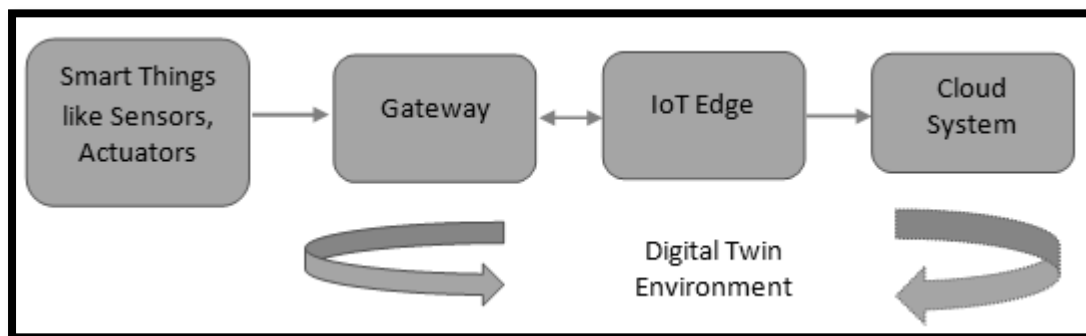 Smart Things
like Sensors,
Actuators
Gateway
IoT Edge
Cloud
System
Digital Twin
Environment